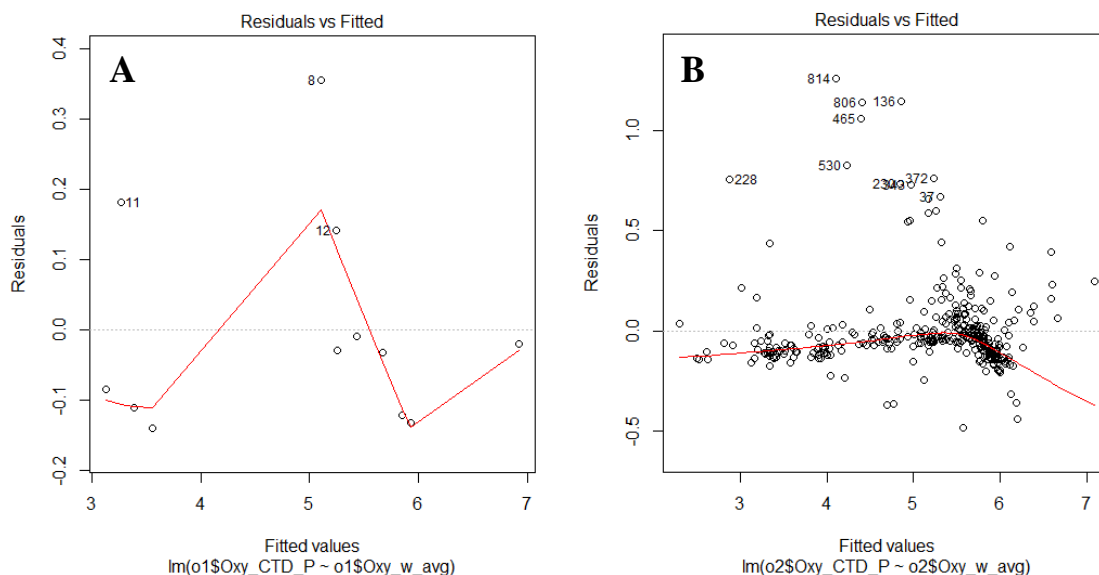 Residuals vs Fitted
A
Residuals
0.4
0.3
0.2
0.1
0.0
-0.1
-0.2
8
11
12
3 4 5 6 7
Fitted values
lm(o1$Oxy_CTD_P ~ o1$Oxy_w_avg)
Residuals vs Fitted
B
Residuals
1.0
0.5
0.0
-0.5
814
806
136
465
530
228
372
230
343
37
3 4 5 6 7
Fitted values
lm(o2$Oxy_CTD_P ~ o2$Oxy_w_avg)